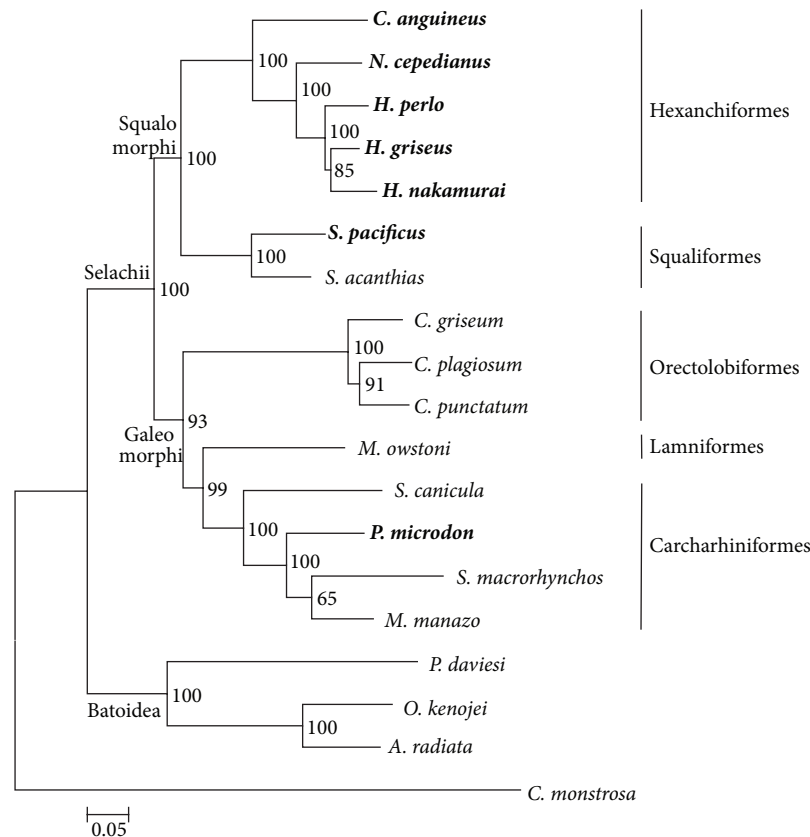 C. anguineus
100
N. cepedianus
100
H. perlo
Hexanchiformes
Squalo
morphi
100
100
H. griseus
85
H. nakamurai
S. pacificus
100
Squaliformes
Selachii
100
S. acanthias
C. griseum
100
C. plagiosum
Orectolobiformes
91
C. punctatum
93
Galeo
morphi
M. owstoni
Lamniformes
99
S. canicula
100
P. microdon
Carcharhiniformes
100
S. macrorhynchos
65
M. manazo
P. daviesi
100
Batoidea
O. kenojei
100
A. radiata
C. monstrosa
0.05